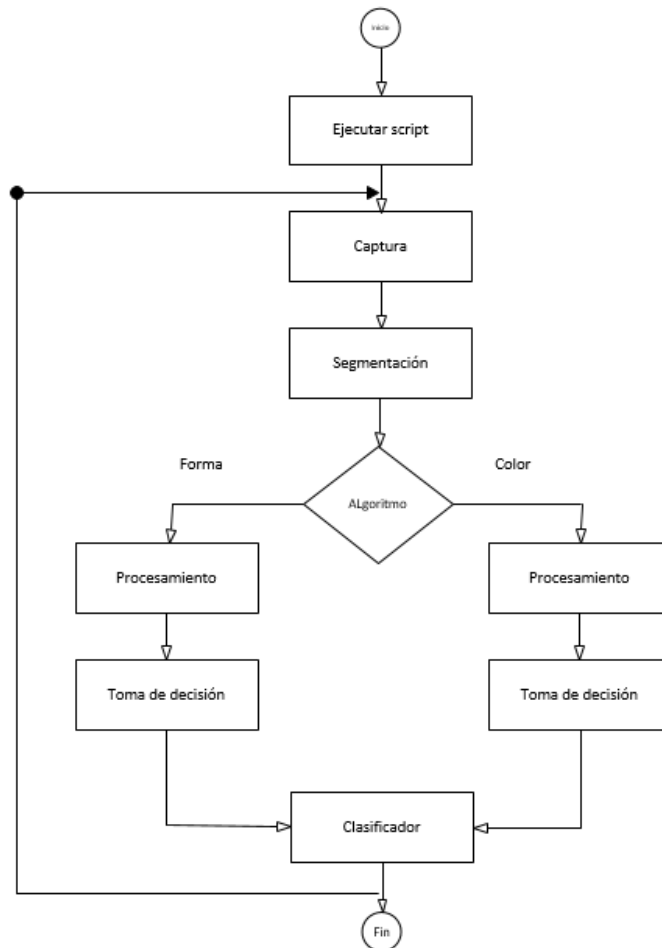 Inicio
Ejecutar script
Captura
Segmentación
Forma
Color
ALgoritmo
Procesamiento
Procesamiento
Toma de decisión
Toma de decisión
Clasificador
Fin